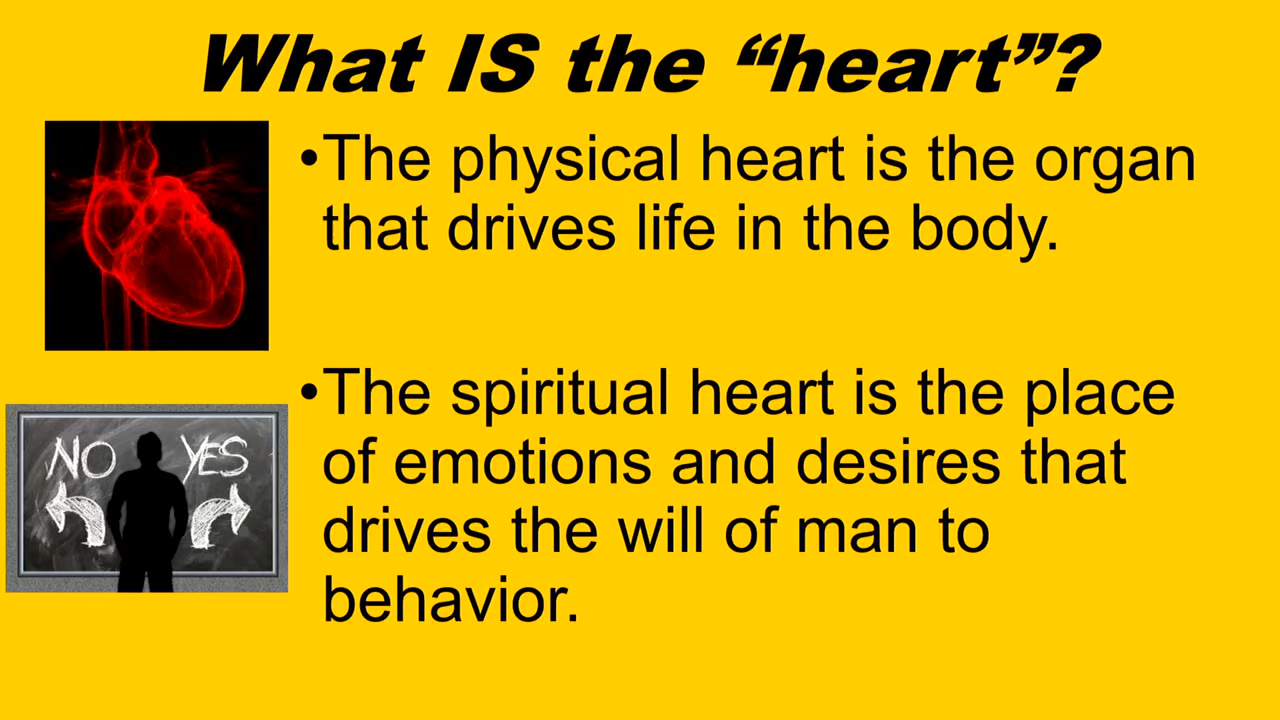 What IS the “heart”?
•The physical heart is the organ
that drives life in the body.
•The spiritual heart is the place
of emotions and desires that
drives the will of man to
behavior.
NO YES